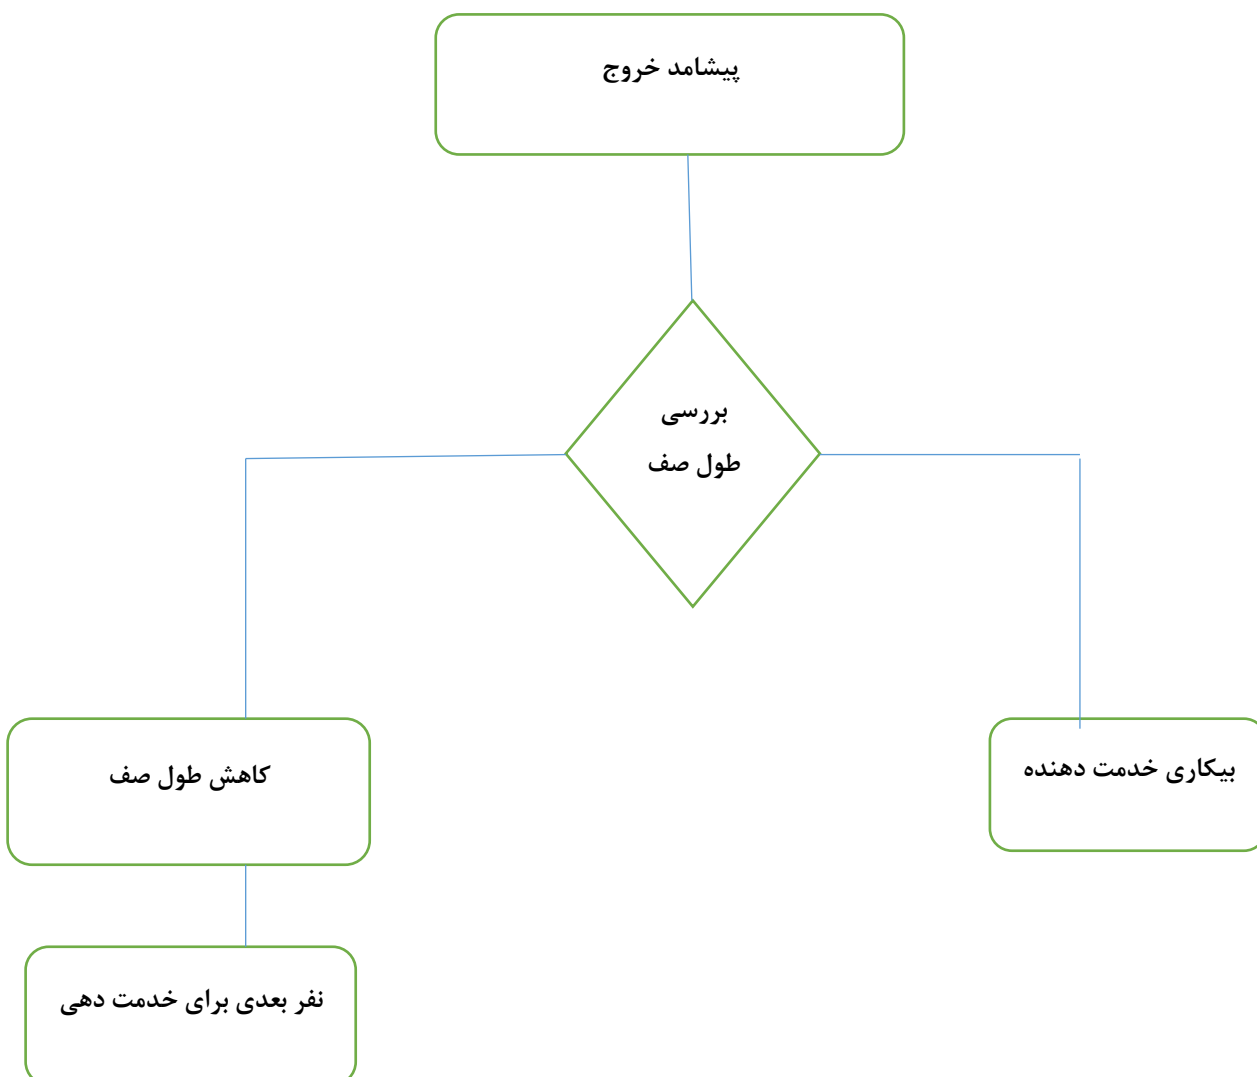 پیشامد خروج
بررسی
طول صف
بیکاری خدمت دهنده
کاهش طول صف
نفر بعدی برای خدمت دهی